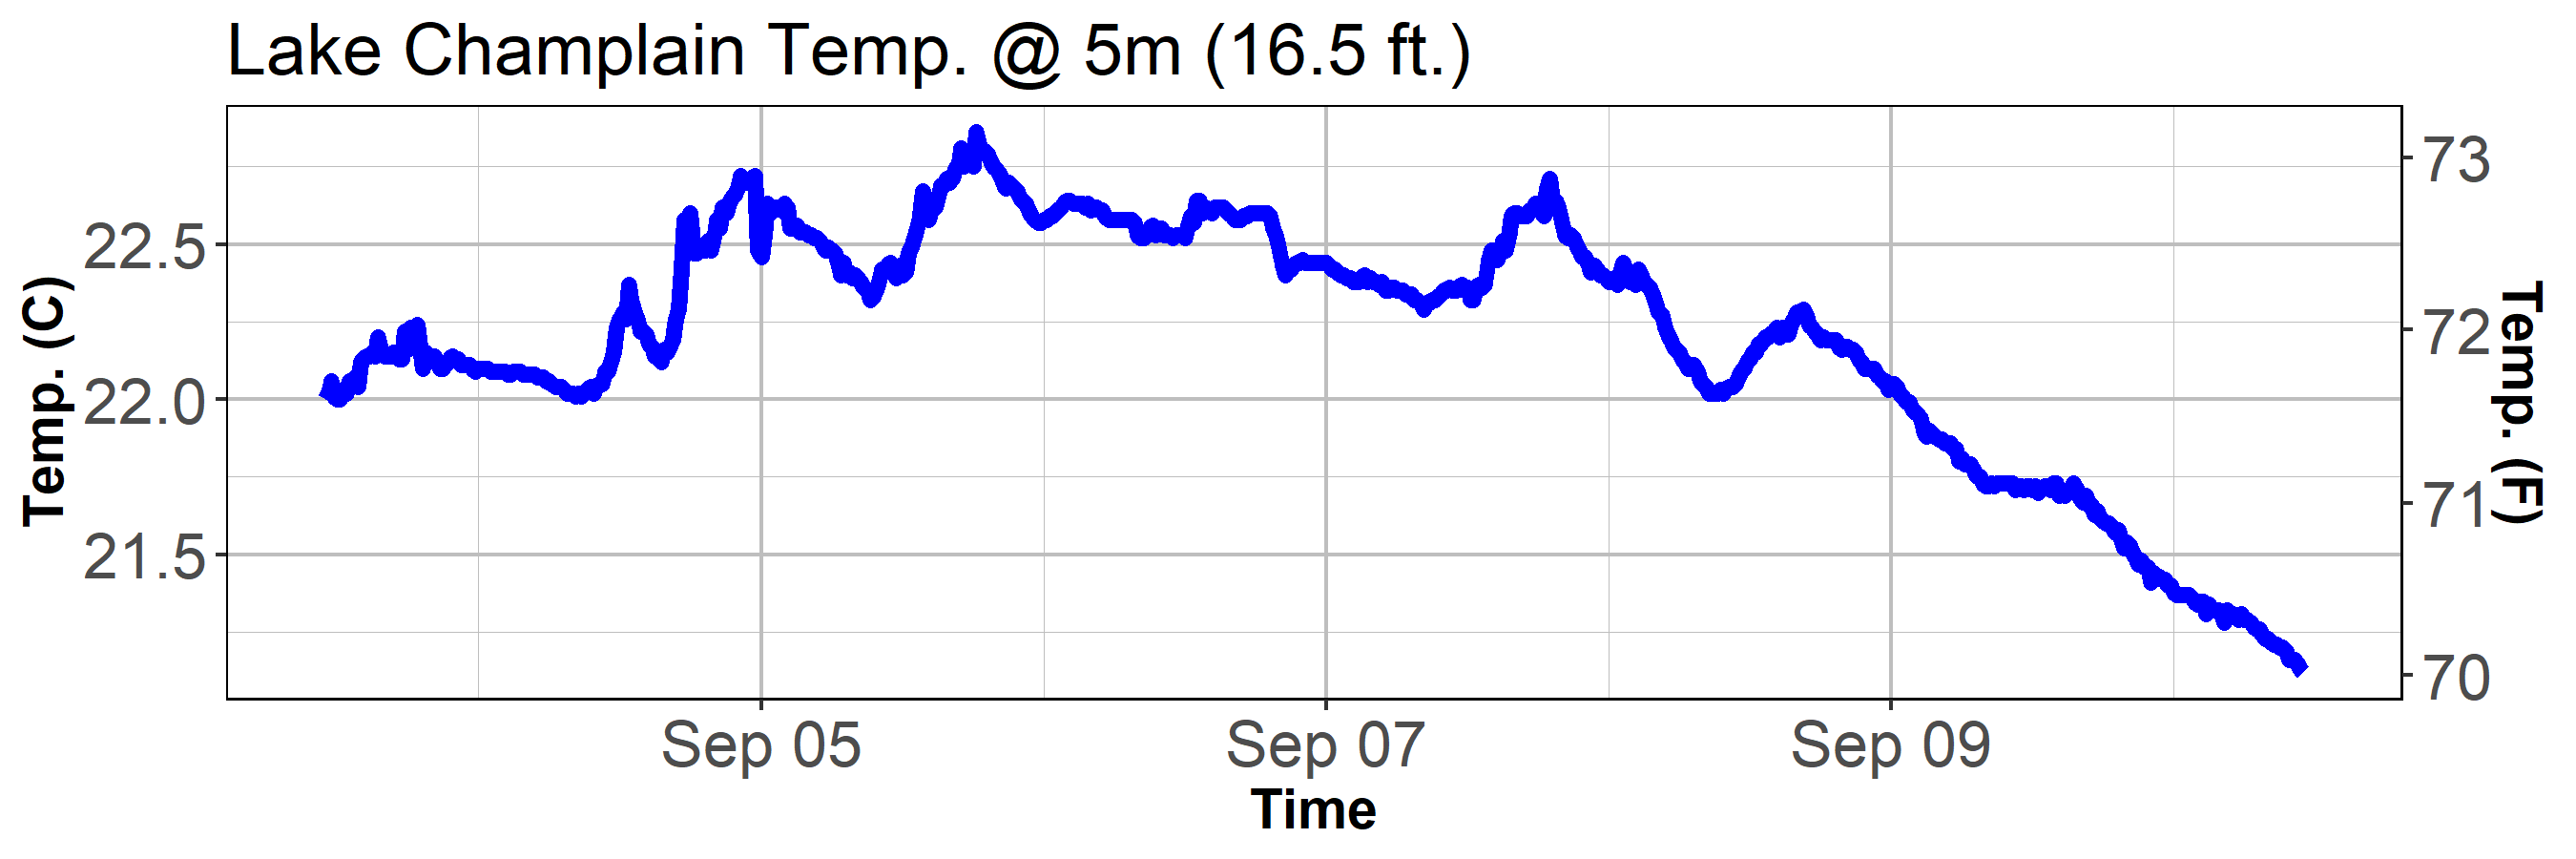 Lake Champlain Temp. @ 5m (16.5 ft.)
Temp. (C)
22.5
22.0
21.5
73
72
71
70
Temp. (F)
Sep 05
Sep 07
Sep 09
Time